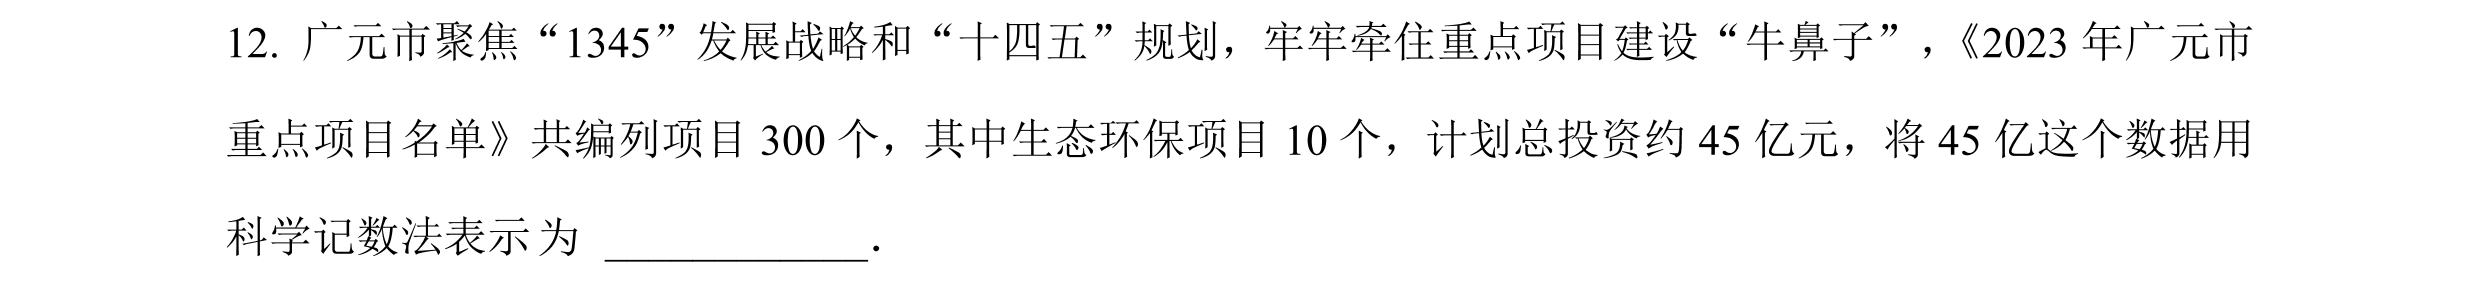 12. 广元市聚焦“1345”发展战略和“十四五”规划，牢牢牵住重点项目建设“牛鼻子”，《2023 年广元市
重点项目名单》共编列项目 300 个，其中生态环保项目 10 个，计划总投资约 45 亿元，将 45 亿这个数据用
科学记数法表示为 ____________.